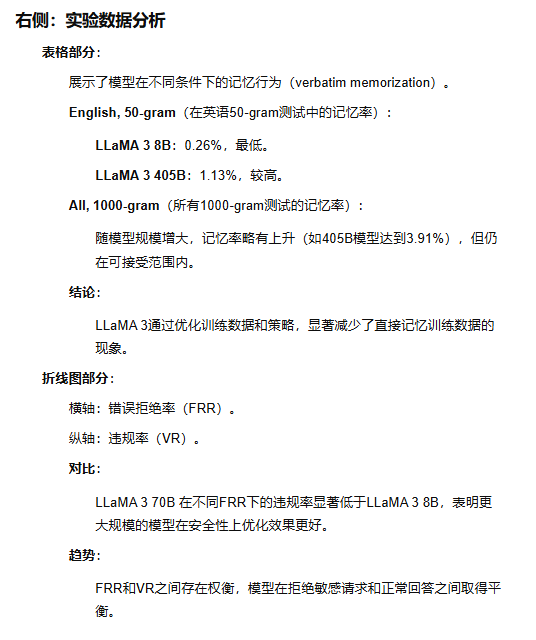 右侧：实验数据分析
表格部分：
展示了模型在不同条件下的记忆行为（verbatim memorization）。
English, 50-gram（在英语50-gram测试中的记忆率）：
LLaMA 3 8B：0.26%，最低。
LLaMA 3 405B：1.13%，较高。
All, 1000-gram（所有1000-gram测试的记忆率）：
随模型规模增大，记忆率略有上升（如405B模型达到3.91%），但仍
在可接受范围内。
结论：
LLaMA 3通过优化训练数据和策略，显著减少了直接记忆训练数据的
现象。
折线图部分：
横轴：错误拒绝率（FRR）。
纵轴：违规率（VR）。
对比：
LLaMA 3 70B 在不同FRR下的违规率显著低于LLaMA 3 8B，表明更
大规模的模型在安全性上优化效果更好。
趋势：
FRR和VR之间存在权衡，模型在拒绝敏感请求和正常回答之间取得平
衡。